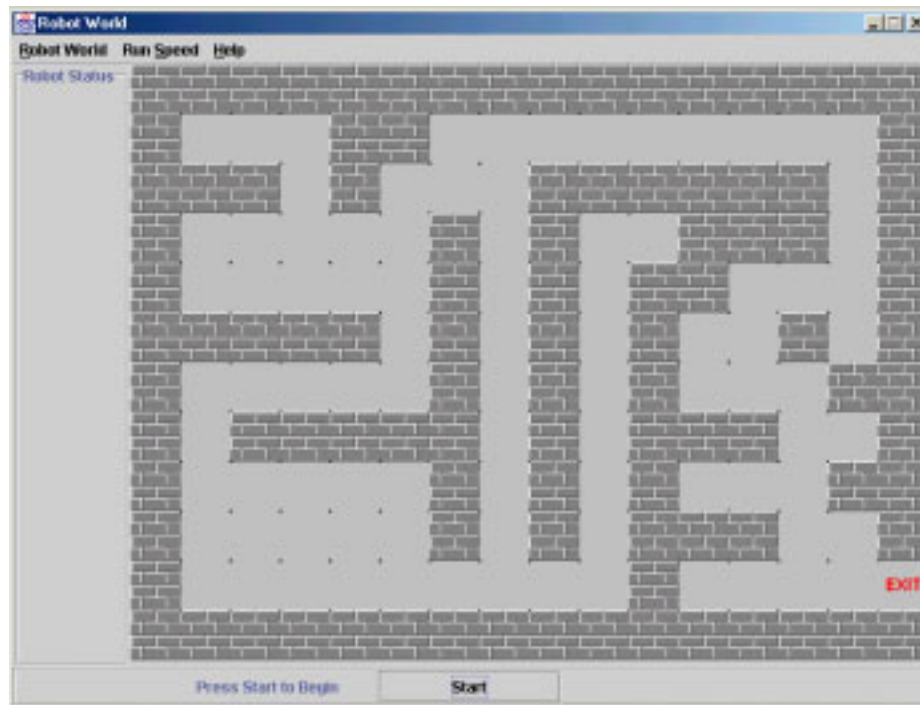 Robot World
Robot World Run Speed Help
Robot Status
EXIT
Press Start to Begin
Start